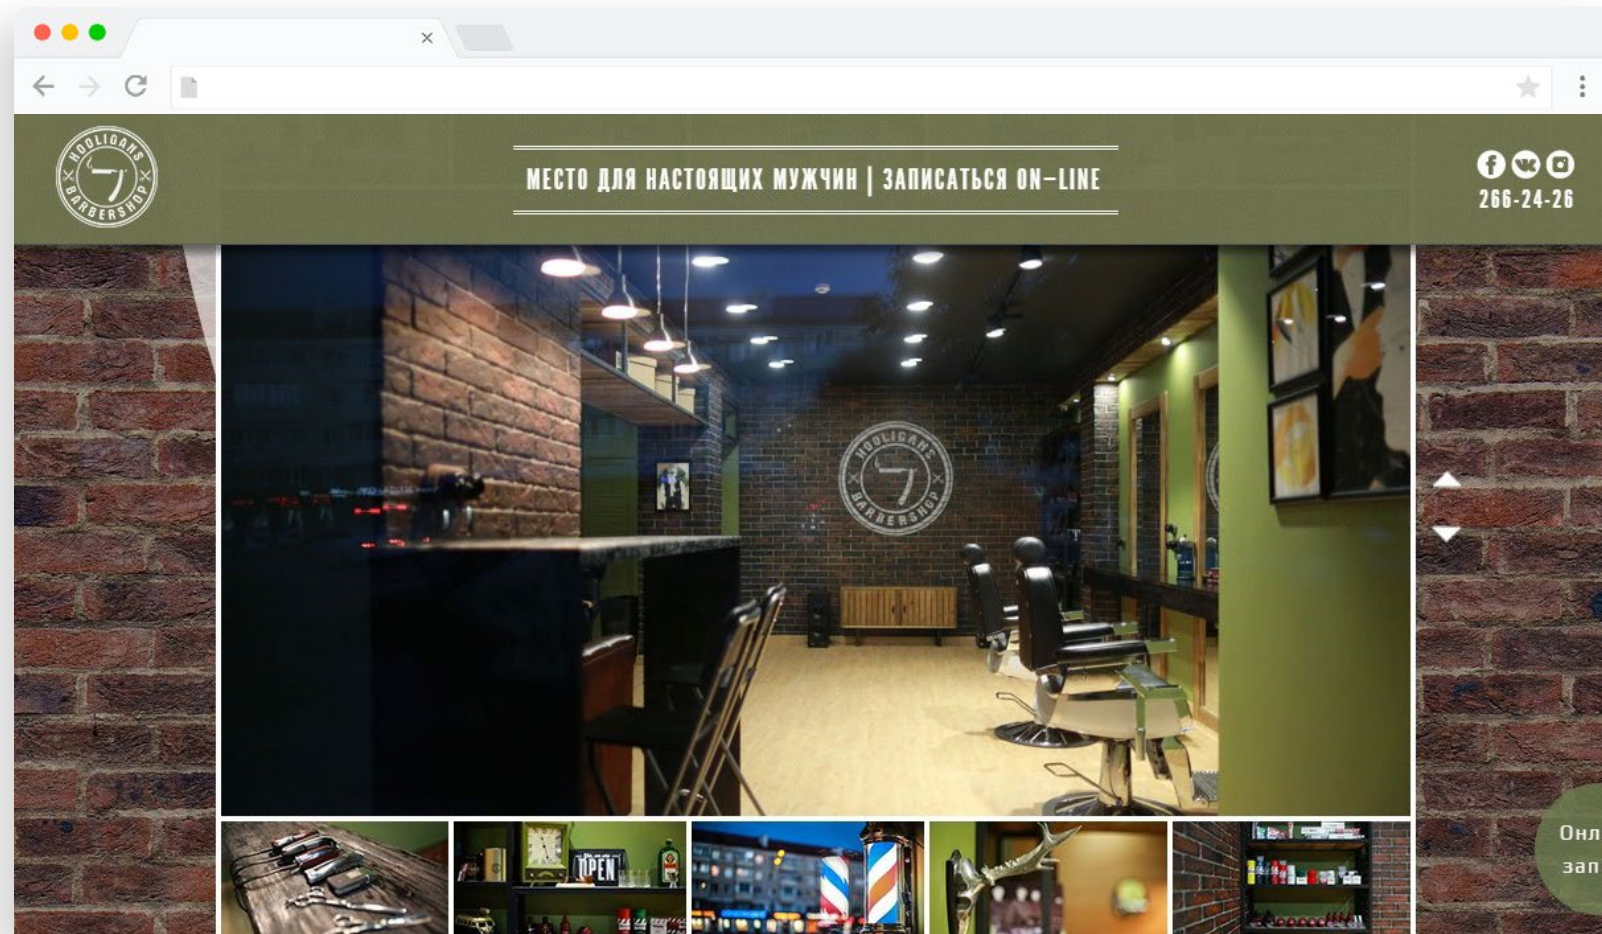 HOOLIGANS
BARBERSHOP
МЕСТО ДЛЯ НАСТОЯЩИХ МУЖЧИН | ЗАПИСАТЬСЯ ON-LINE
266-24-26
HOOLIGANS
BARBERSHOP
OPEN
Онл
зап